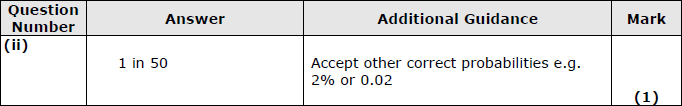 Question Number Answer Additional Guidance Mark
(ii)
1 in 50 Accept other correct probabilities e.g.
2% or 0.02
(1)